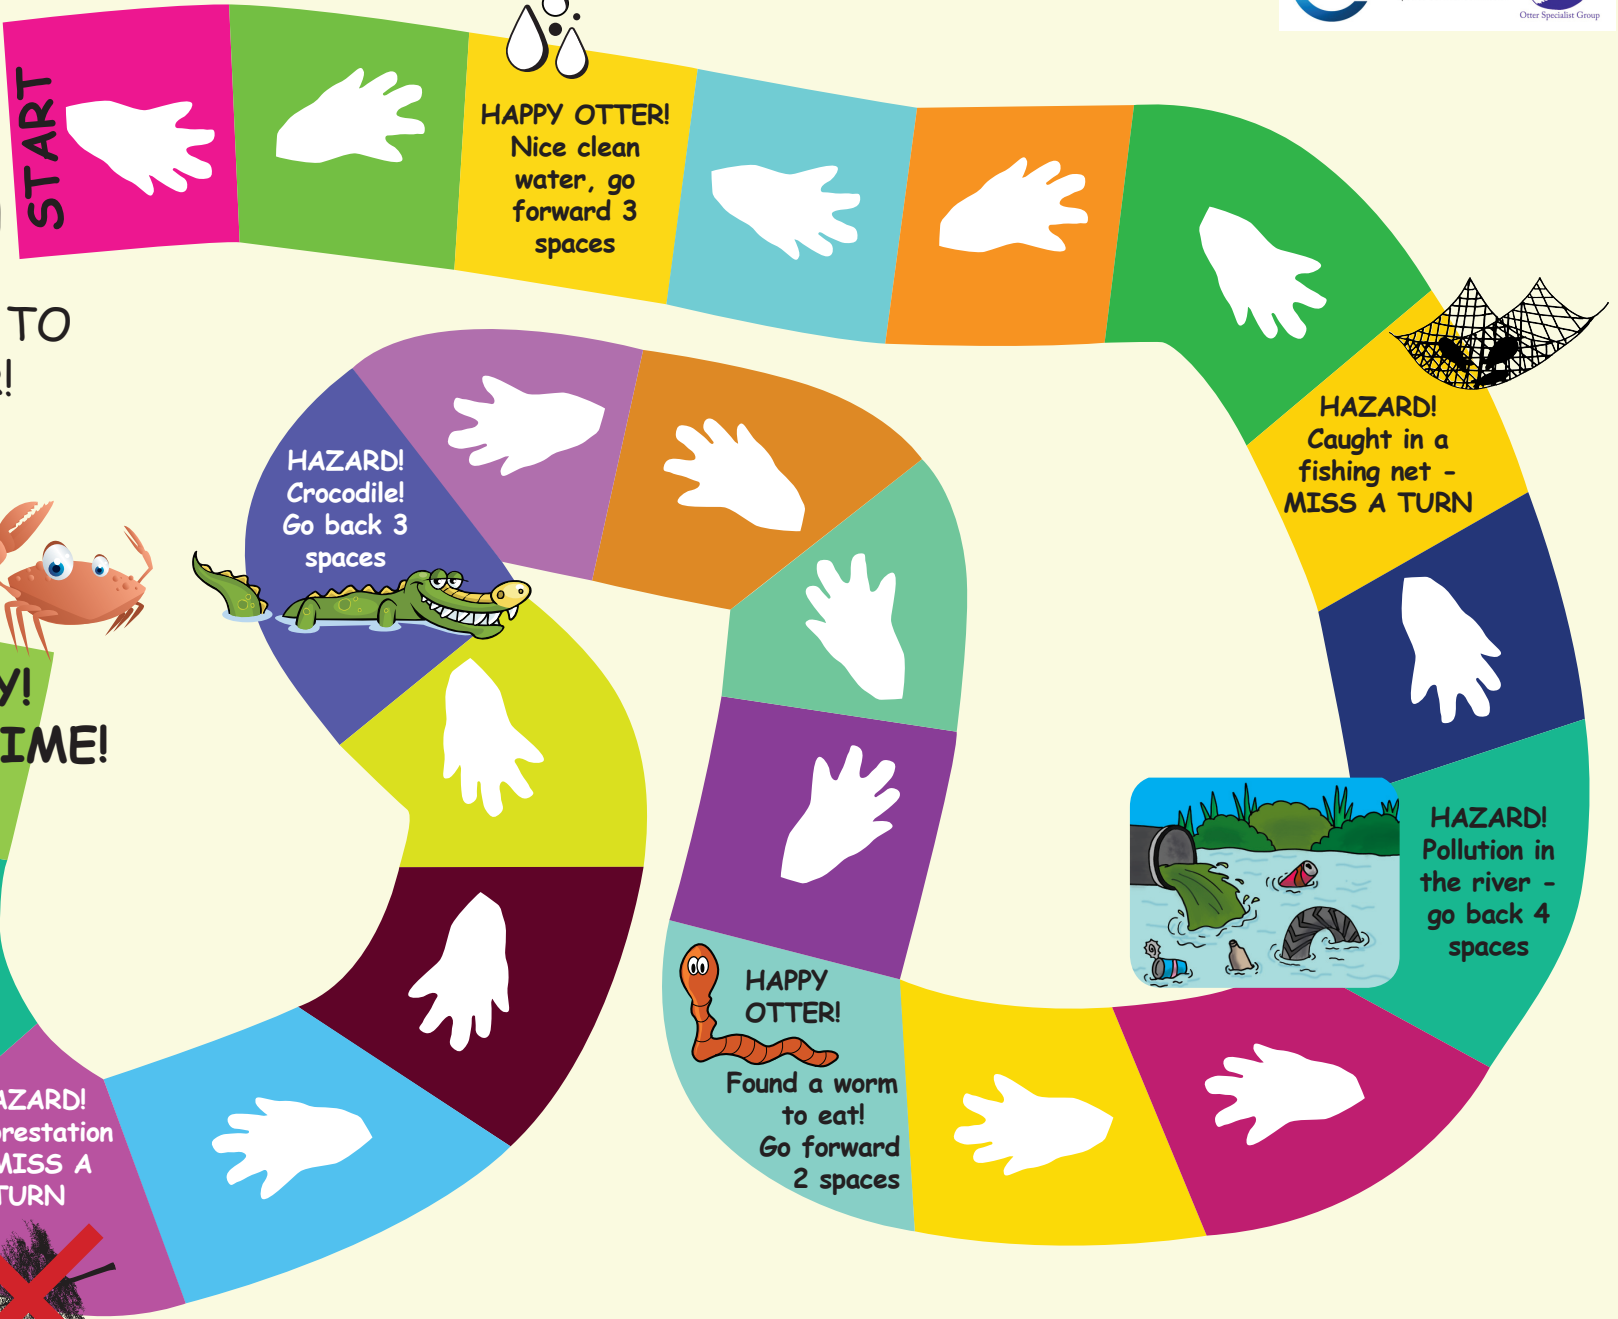 Otter Specialist Group
START
HAPPY OTTER!
Nice clean
water, go
forward 3
spaces
TO
!
HAZARD!
Caught in a
fishing net -
MISS A TURN
HAZARD!
Crocodile!
Go back 3
spaces
Y!
IME!
HAZARD!
Pollution in
the river -
go back 4
spaces
HAPPY
OTTER!
Found a worm
to eat!
Go forward
2 spaces
AZARD!
restation
MISS A
TURN